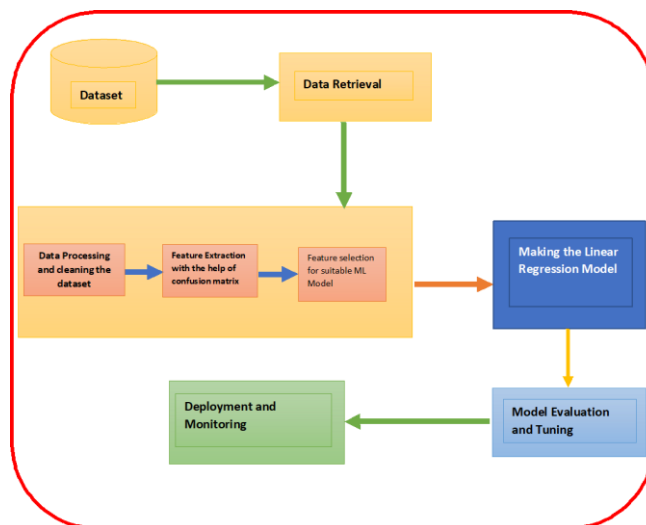 Dataset
Data Retrieval
Data Processing
and cleaning the
dataset
Feature Extraction
with the help of
confusion matrix
Feature selection
for suitable ML
Model
Making the Linear
Regression Model
Deployment and
Monitoring
Model Evaluation
and Tuning